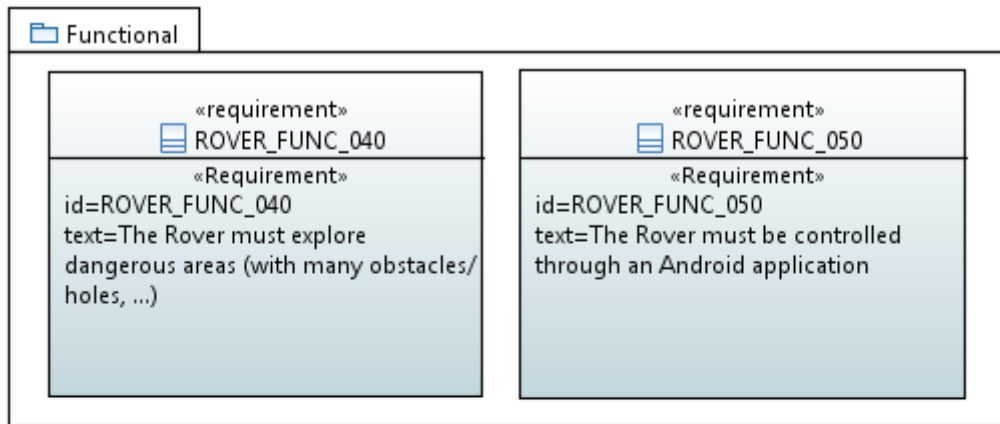 Functional
«requirement»
ROVER_FUNC_040
«Requirement»
id=ROVER_FUNC_040
text=The Rover must explore
dangerous areas (with many obstacles/
holes, ...)
«requirement»
ROVER_FUNC_050
«Requirement»
id=ROVER_FUNC_050
text=The Rover must be controlled
through an Android application